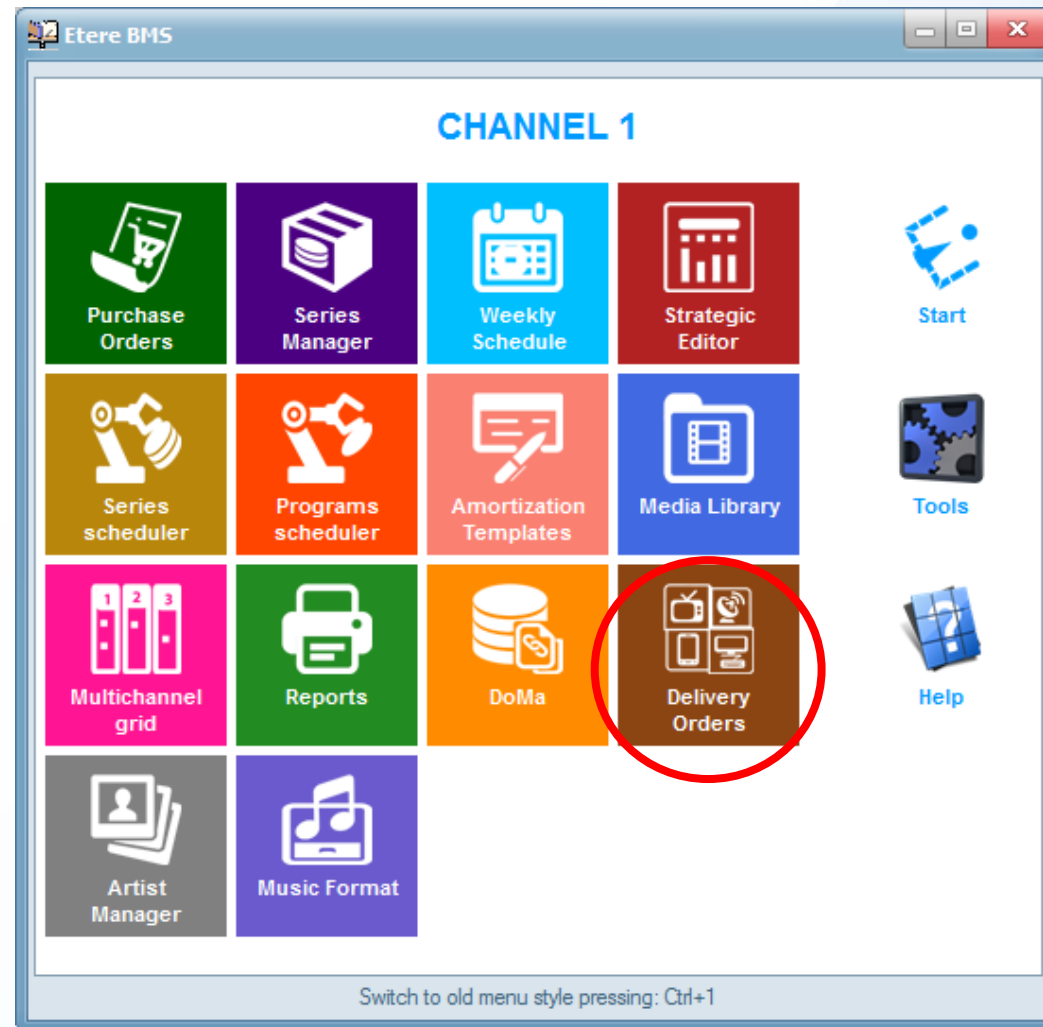 Etere BMS
CHANNEL 1
Purchase
Orders
Series
Manager
Weekly
Schedule
Strategic
Editor
Start
Series
scheduler
Programs
scheduler
Amortization
Templates
Media Library
Tools
1 2 3
Multichannel
grid
Reports
DoMa
Delivery
Orders
?
Help
Artist
Manager
Music Format
Switch to old menu style pressing: Ctrl+1